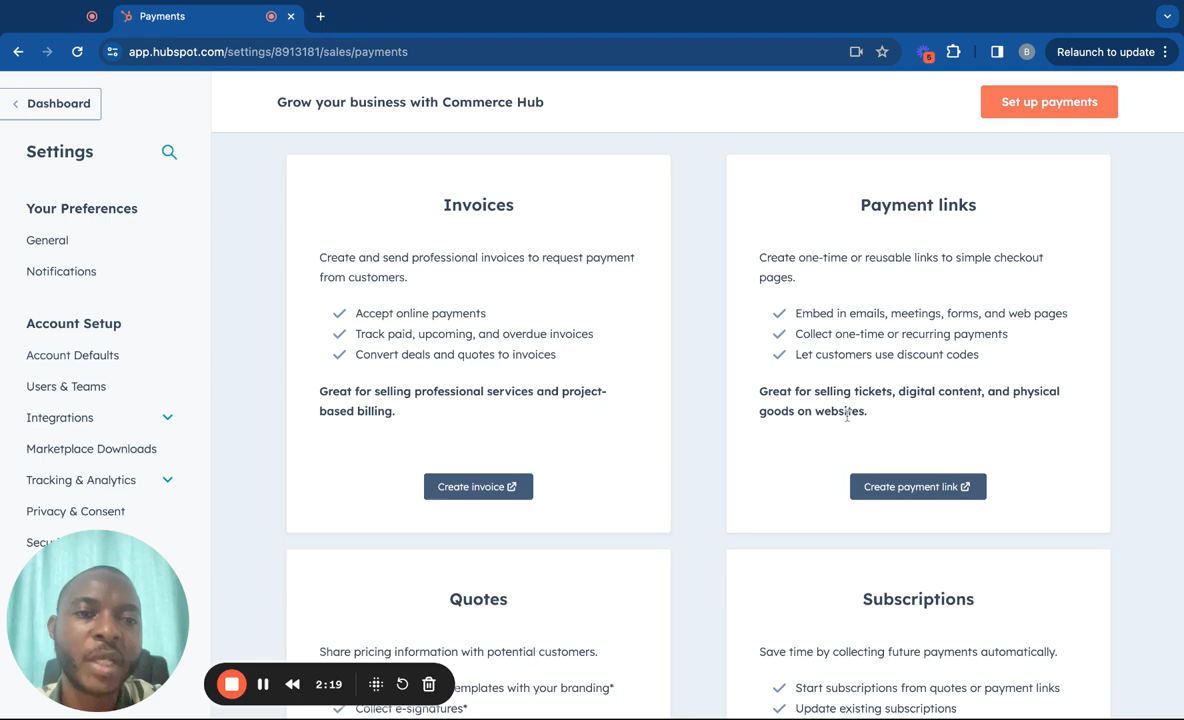 Payments
app.hubspot.com/settings/8913181/sales/payments
6
B
Relaunch to update
Dashboard
Grow your business with Commerce Hub
Set up payments
Settings
Your Preferences
General
Notifications
Account Setup
Account Defaults
Users & Teams
Integrations
Marketplace Downloads
Tracking & Analytics
Privacy & Consent
Invoices
Create and send professional invoices to request payment
from customers.
Accept online payments
Track paid, upcoming, and overdue invoices
Convert deals and quotes to invoices
Great for selling professional services and project-
based billing.
Create invoice
Payment links
Create one-time or reusable links to simple checkout
pages.
Embed in emails, meetings, forms, and web pages
Collect one-time or recurring payments
Let customers use discount codes
Great for selling tickets, digital content, and physical
goods on websites.
Create payment link
Quotes
Share pricing information with potential customers.
templates with your branding*
Collect e-signatures*
Subscriptions
Save time by collecting future payments automatically.
Start subscriptions from quotes or payment links
Update existing subscriptions
2:19